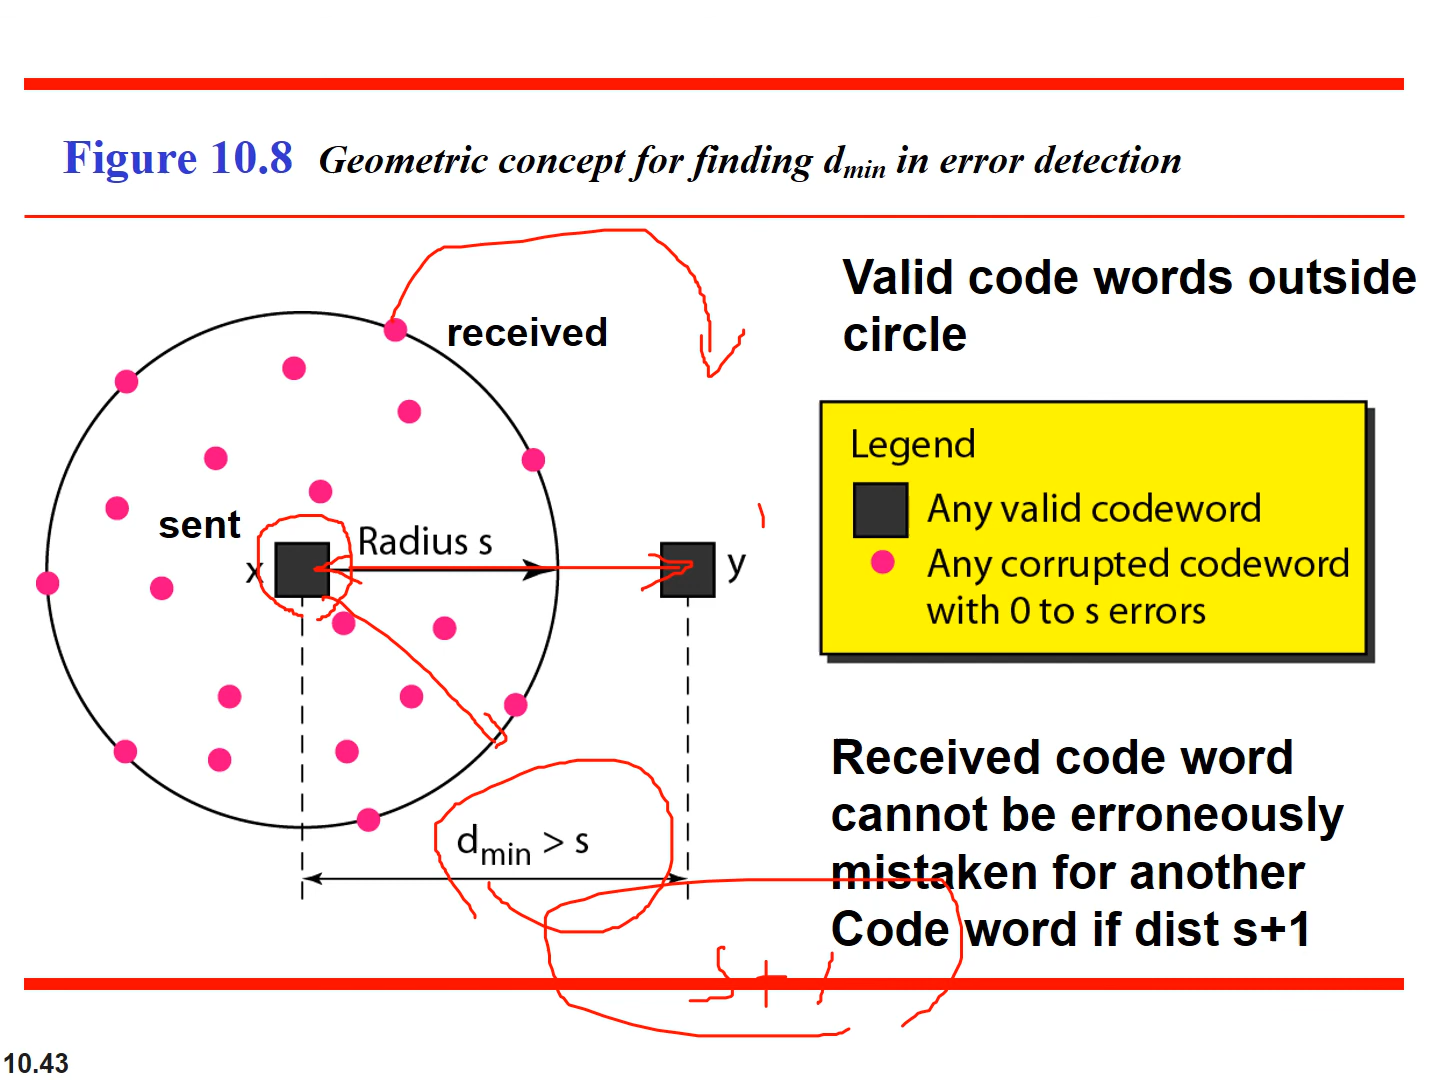 Figure 10.8 Geometric concept for finding dmin in error detection
Valid code words outside
circle
received
Legend
Any valid codeword
Any corrupted codeword
with 0 to s errors
sent
Radius s
x
y
dmin > s
Received code word
cannot be erroneously
mistaken for another
Code word if dist s+1
s+1
10.43